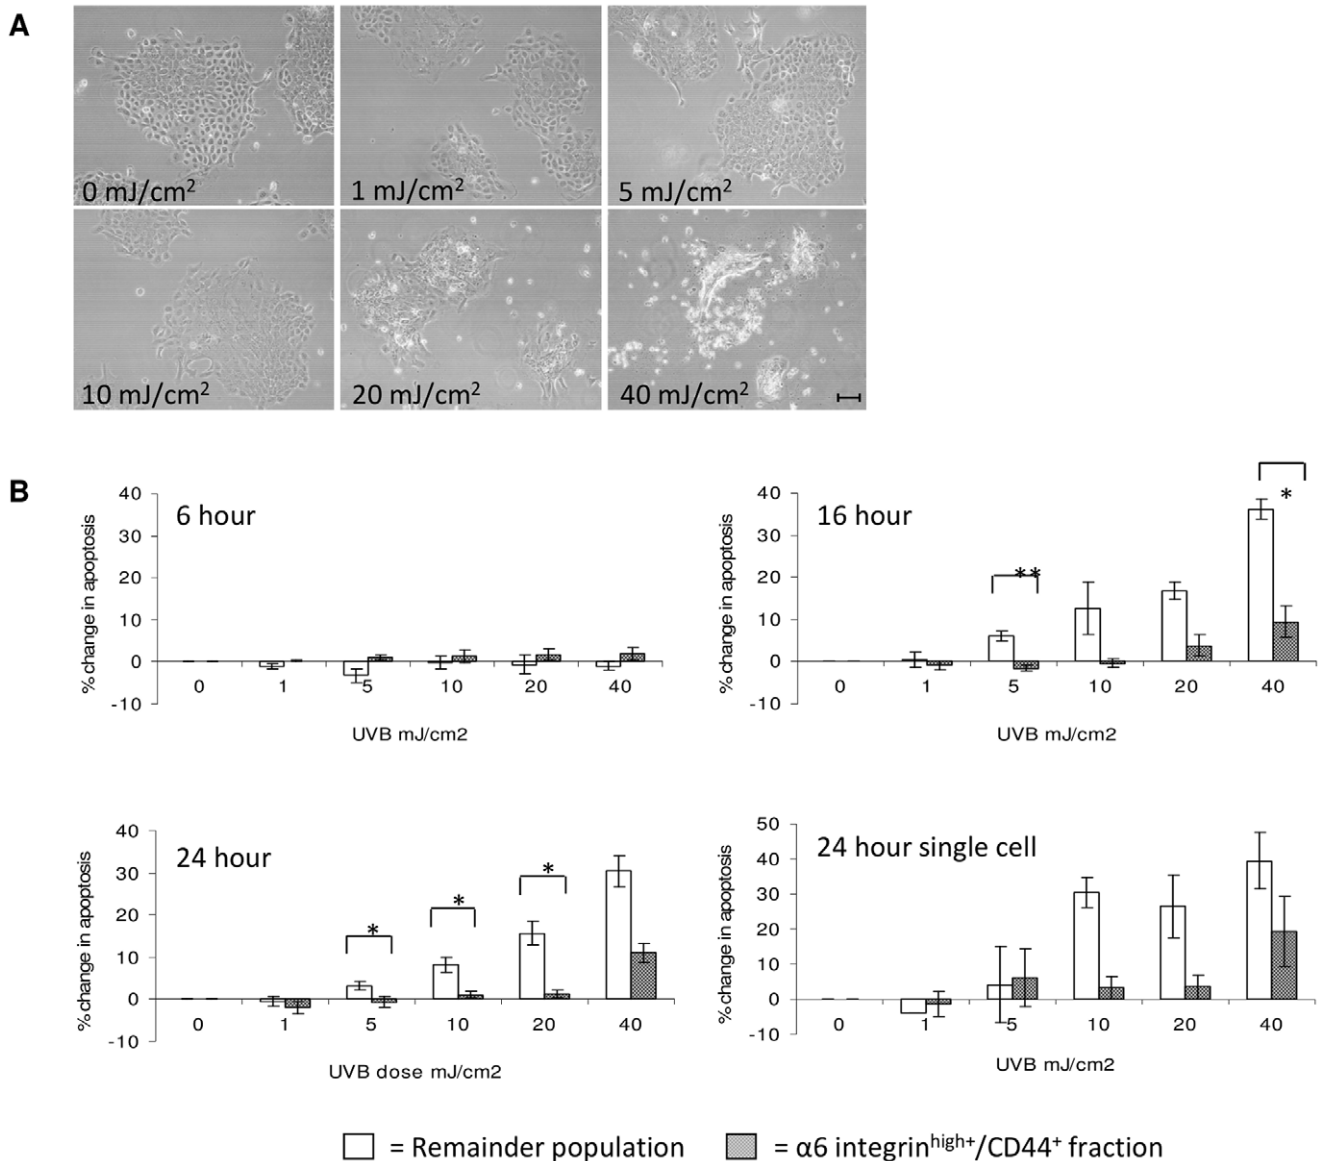 A
0 mJ/cm²
1 mJ/cm²
5 mJ/cm²
10 mJ/cm²
20 mJ/cm²
40 mJ/cm²
B
6 hour
% change in apoptosis
40
30
20
10
0
-10
0 1 5 10 20 40
UVB mJ/cm2
16 hour
% change in apoptosis
40
30
20
10
0
-10
**
*
0 1 5 10 20 40
UVB mJ/cm2
24 hour
% change in apoptosis
40
30
20
10
0
-10
* * *
0 1 5 10 20 40
UVB dose mJ/cm2
24 hour single cell
% change in apoptosis
50
40
30
20
10
0
-10
0 1 5 10 20 40
UVB mJ/cm2
= Remainder population
= α6 integrinʰⁱᵍʰ⁺/CD44⁺ fraction